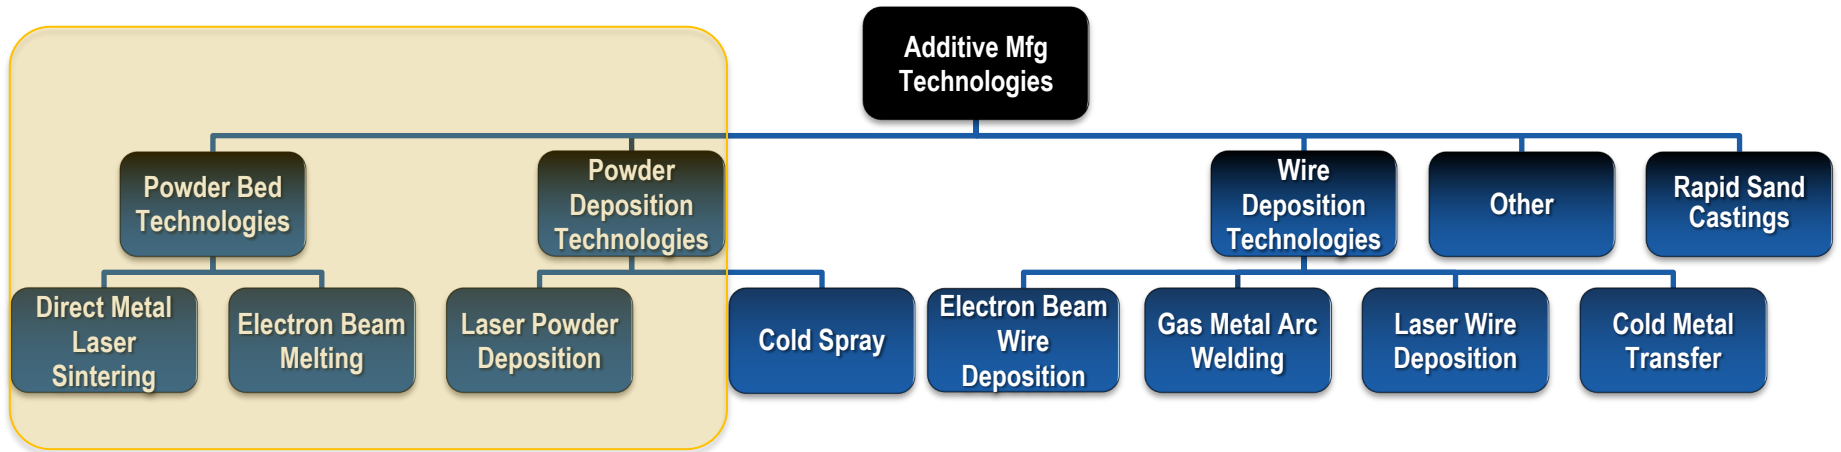 Additive Mfg
Technologies
Powder Bed
Technologies
Powder
Deposition
Technologies
Wire
Deposition
Technologies
Other
Rapid Sand
Castings
Direct Metal
Laser
Sintering
Electron Beam
Melting
Laser Powder
Deposition
Cold Spray
Electron Beam
Wire
Deposition
Gas Metal Arc
Welding
Laser Wire
Deposition
Cold Metal
Transfer